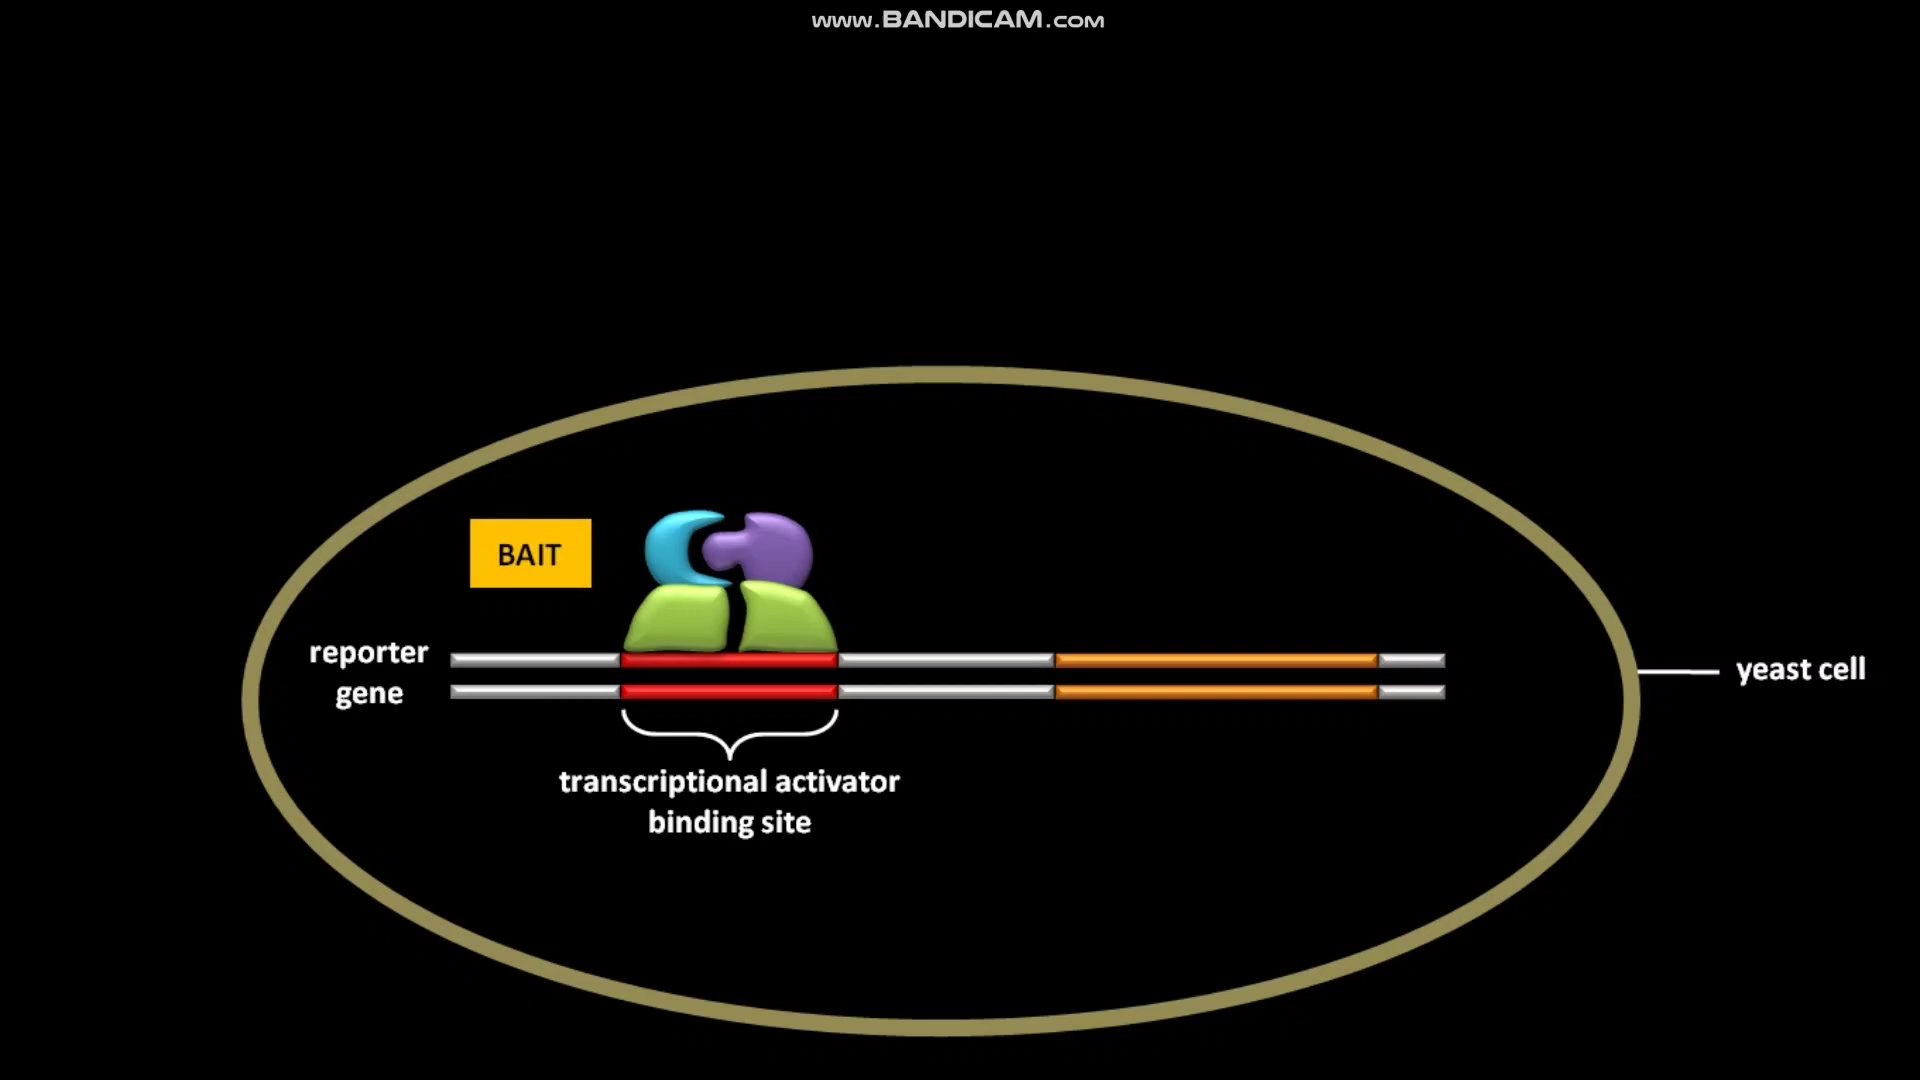 www.BANDICAM.com
BAIT
reporter
gene
yeast cell
transcriptional activator
binding site